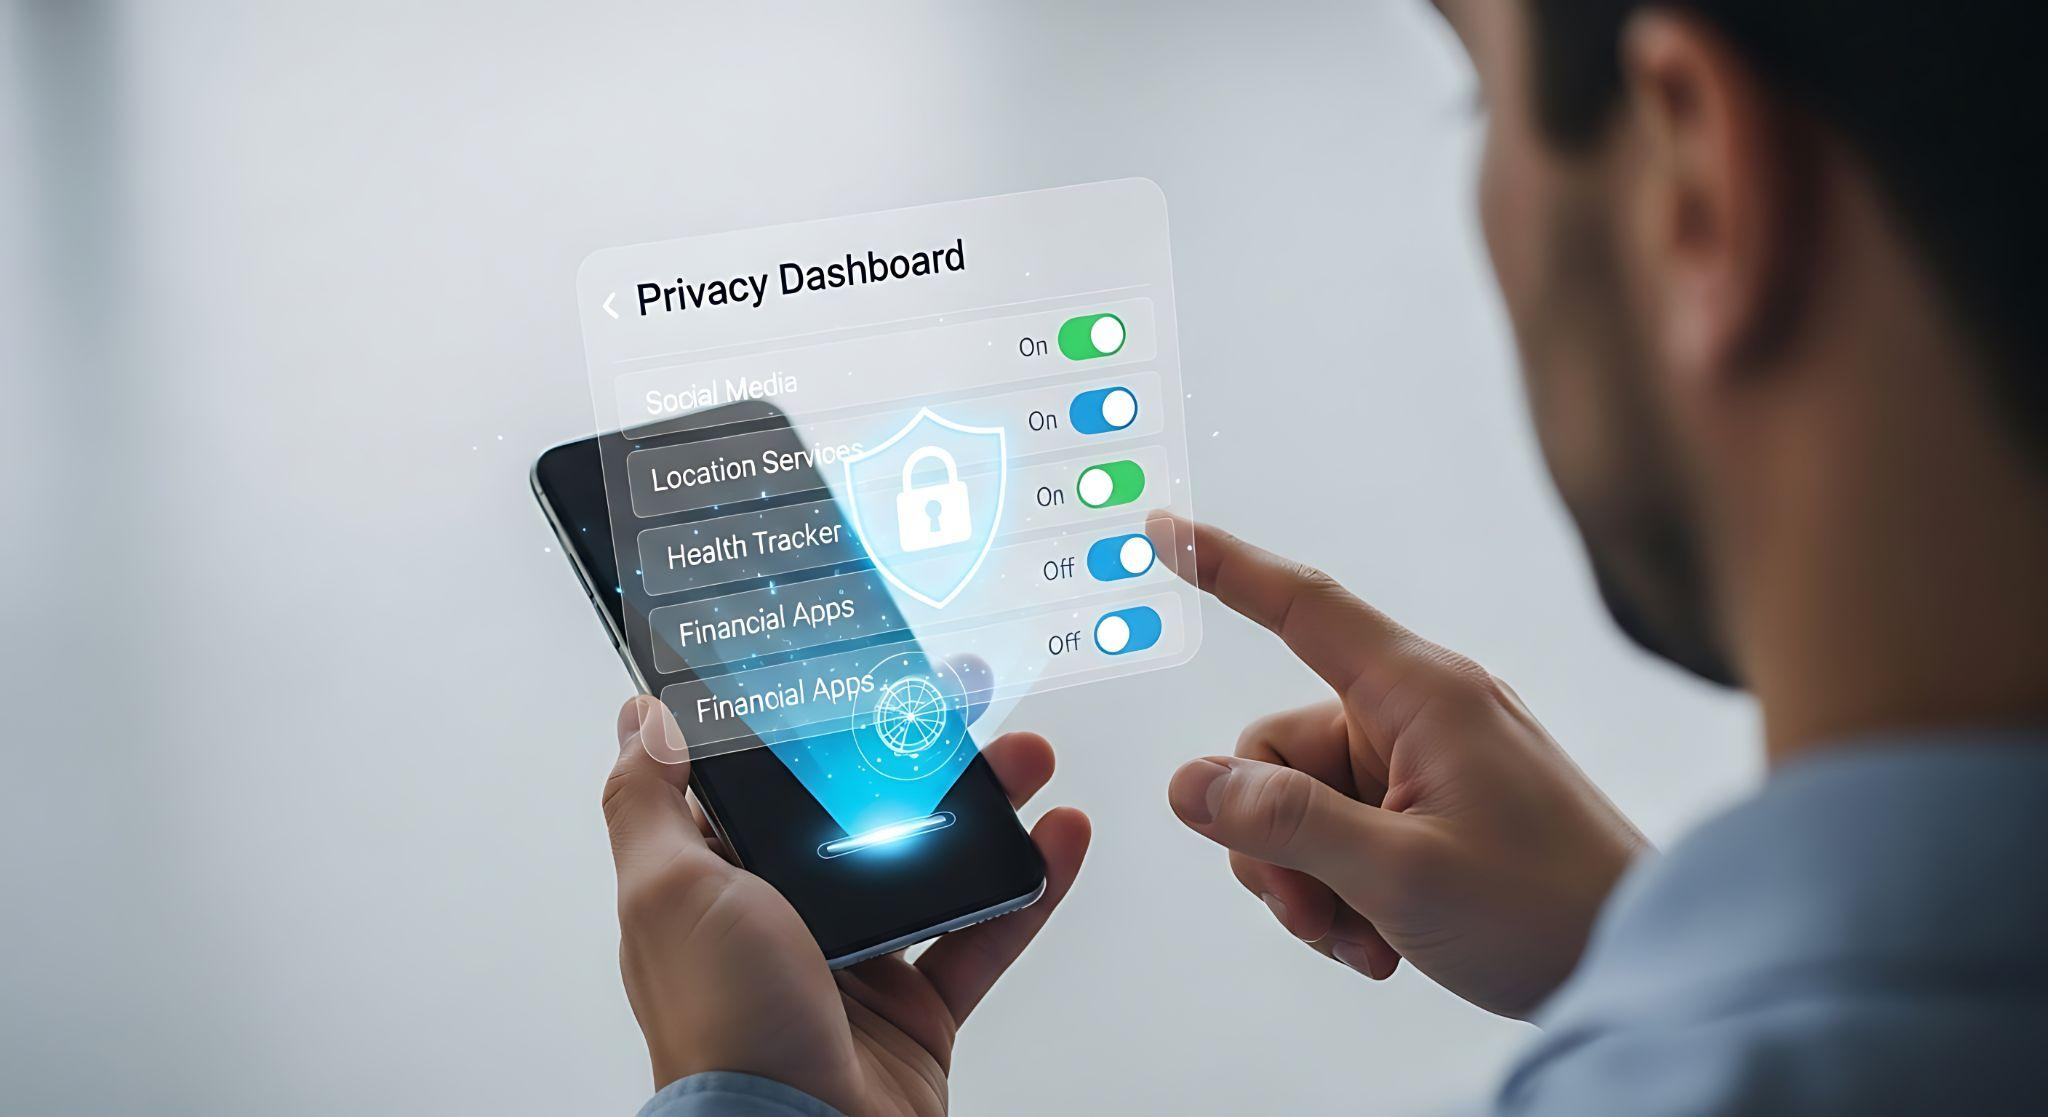 Privacy Dashboard
Social Media On
Location Services On
Health Tracker On
Financial Apps Off
Financial Apps Off